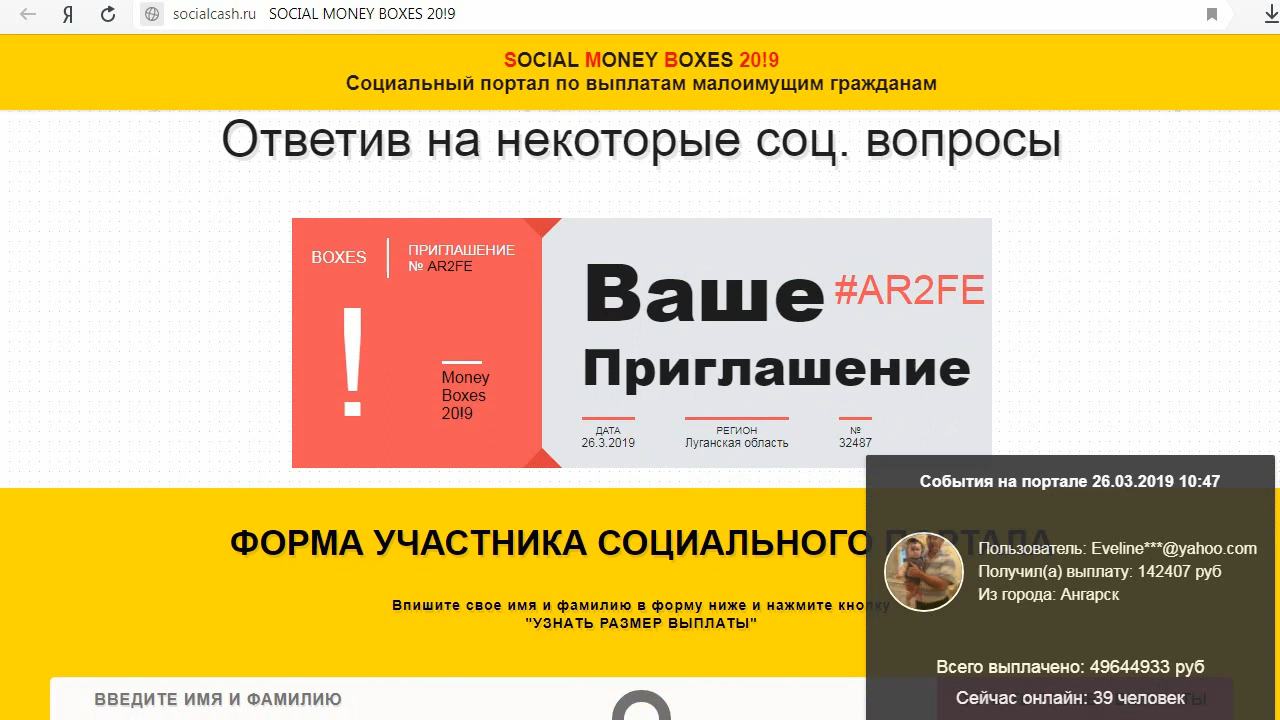 Я socialcash.ru SOCIAL MONEY BOXES 20!9
SOCIAL MONEY BOXES 20!9
Социальный портал по выплатам малоимущим гражданам
Ответив на некоторые соц. вопросы
BOXES
ПРИГЛАШЕНИЕ
№ AR2FE
!
Money
Boxes
20!9
Ваше #AR2FE
Приглашение
ДАТА
26.3.2019
РЕГИОН
Луганская область
№
32487
ФОРМА УЧАСТНИКА СОЦИАЛЬНОГО ПОРТАЛА
Впишите свое имя и фамилию в форму ниже и нажмите кнопку
"УЗНАТЬ РАЗМЕР ВЫПЛАТЫ"
ВВЕДИТЕ ИМЯ И ФАМИЛИЮ
События на портале 26.03.2019 10:47
Пользователь: Eveline***@yahoo.com
Получил(а) выплату: 142407 руб
Из города: Ангарск
Всего выплачено: 49644933 руб
Сейчас онлайн: 39 человек